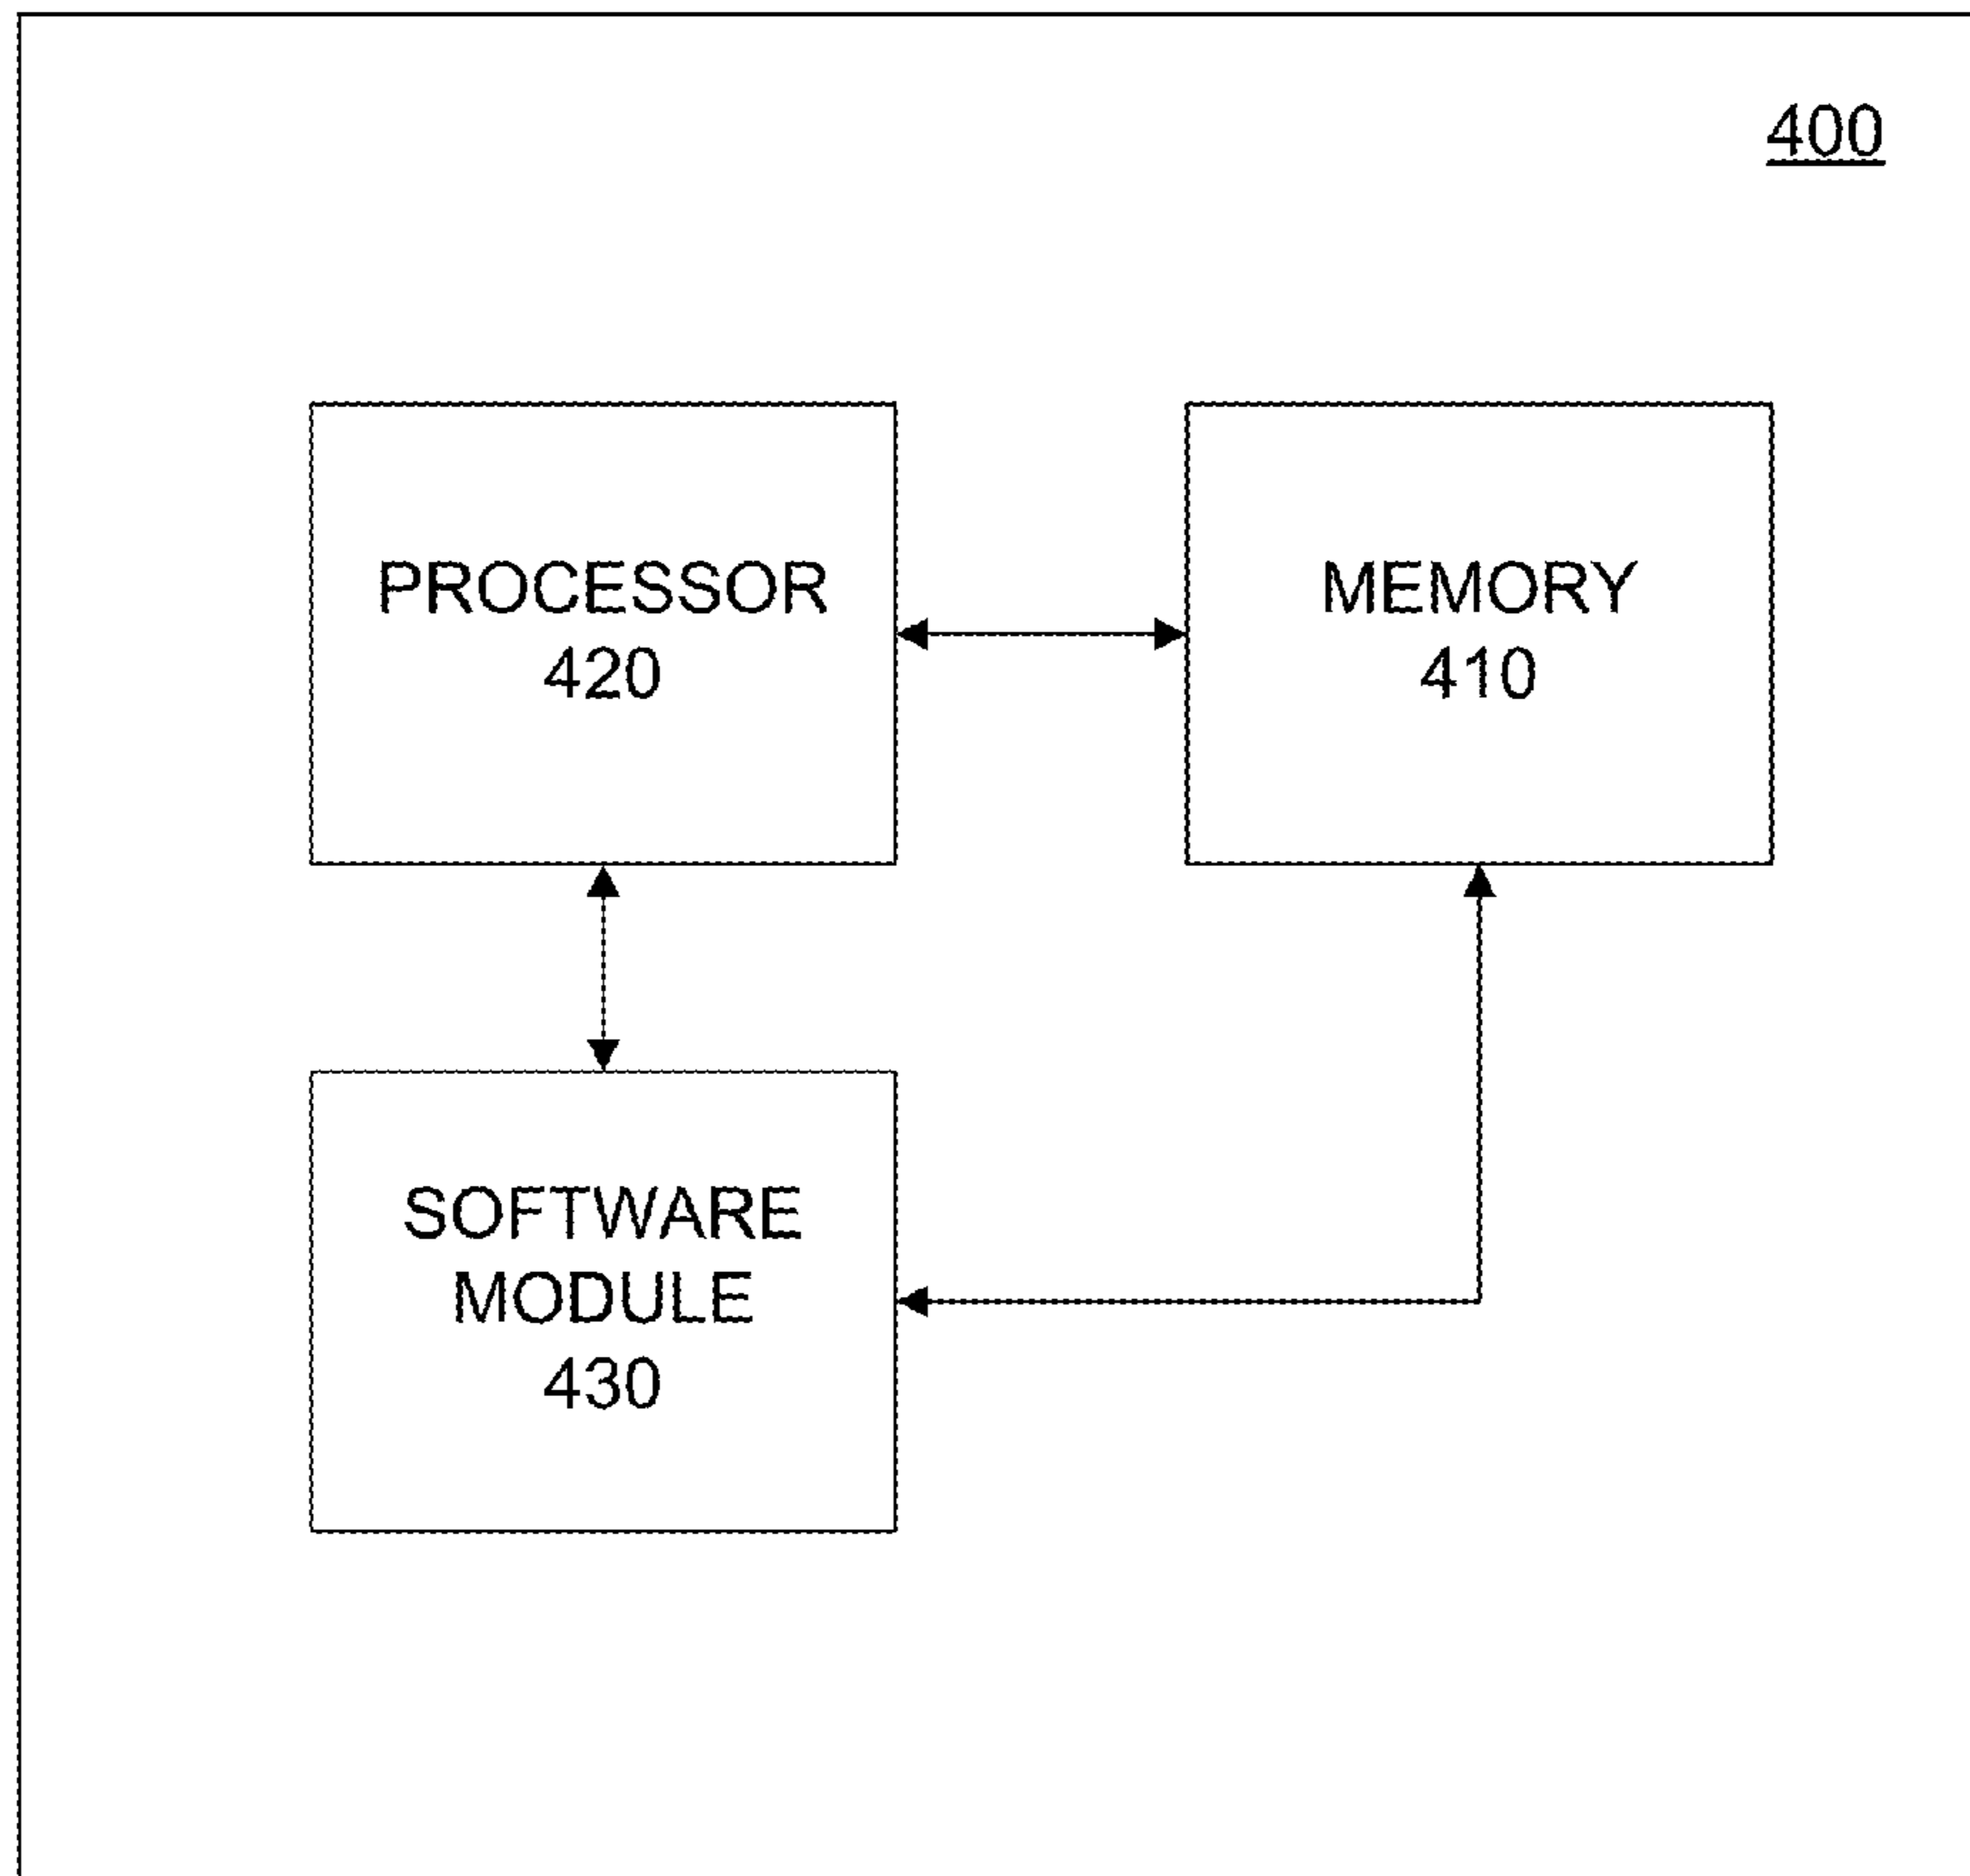 400
PROCESSOR
420
MEMORY
410
SOFTWARE
MODULE
430